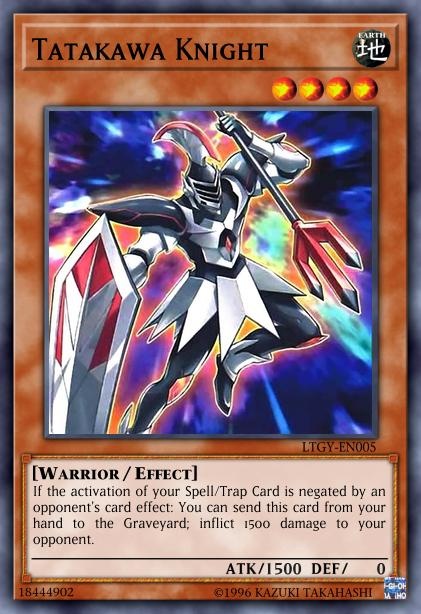 Tatakawa Knight
EARTH
地
LTGY-EN005
[Warrior / Effect]
If the activation of your Spell/Trap Card is negated by an
opponent's card effect: You can send this card from your
hand to the Graveyard; inflict 1500 damage to your
opponent.
ATK/1500 DEF/ 0
18444902
©1996 KAZUKI TAKAHASHI